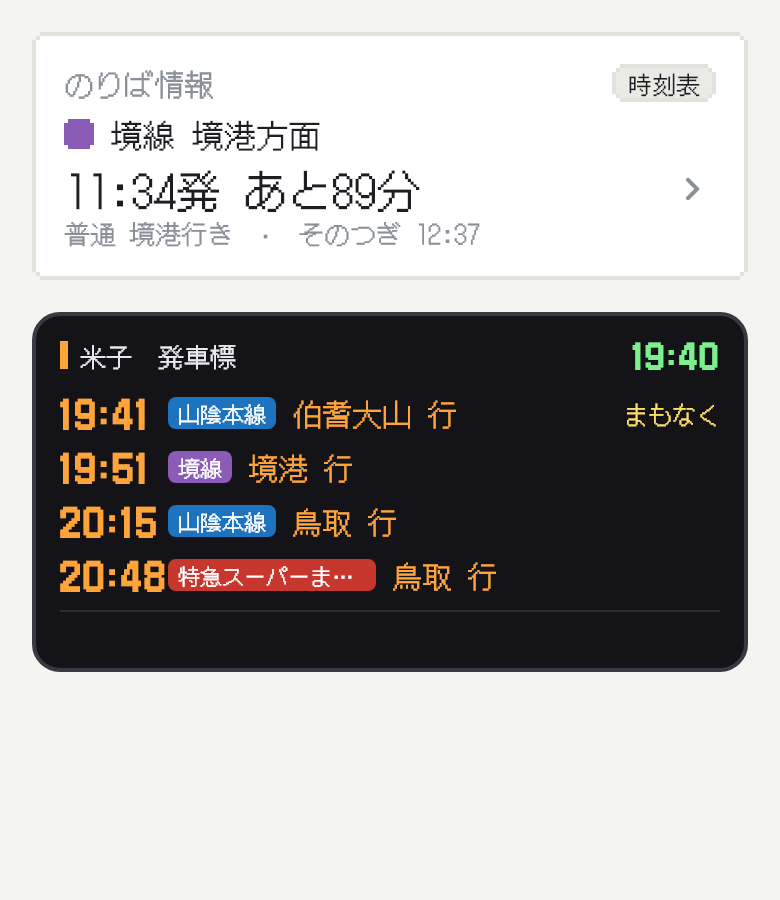 のりば情報 時刻表
境線 境港方面
11:34発 あと89分
普通 境港行き · そのつぎ 12:37
米子 発車標 19:40
19:41 山陰本線 伯耆大山 行 まもなく
19:51 境線 境港 行
20:15 山陰本線 鳥取 行
20:48 特急スーパーま… 鳥取 行